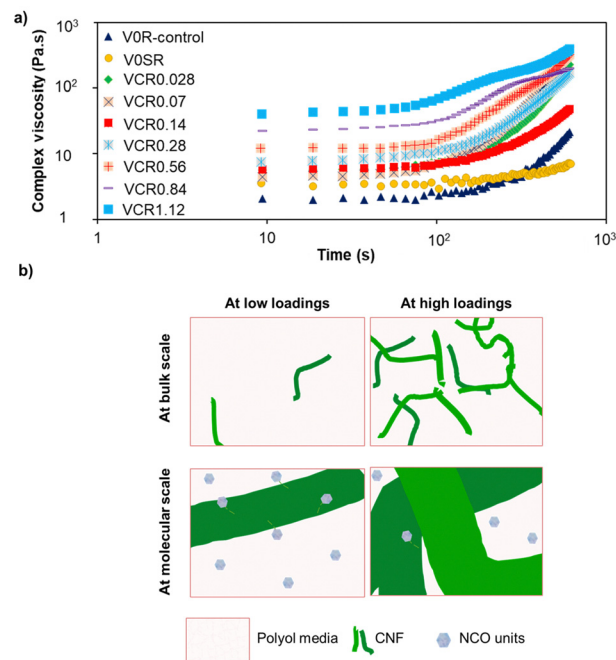 a)
Complex viscosity (Pa.s)
10³
10²
10
1
V0R-control
V0SR
VCR0.028
VCR0.07
VCR0.14
VCR0.28
VCR0.56
VCR0.84
VCR1.12
1
10
10²
10³
Time (s)
b)
At low loadings
At high loadings
At bulk scale
At molecular scale
Polyol media
CNF
NCO units